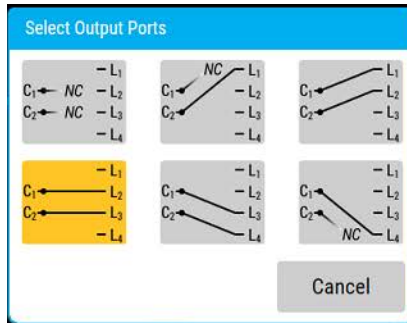 Select Output Ports
L₁
C₁ NC L₂
C₂ NC L₃
L₄
NC L₁
C₁ L₂
C₂ L₃
L₄
L₁
C₁ L₂
C₂ L₃
L₄
L₁
C₁ L₂
C₂ L₃
L₄
L₁
C₁ L₂
C₂ L₃
L₄
L₁
C₁ L₂
C₂ L₃
NC L₄
Cancel